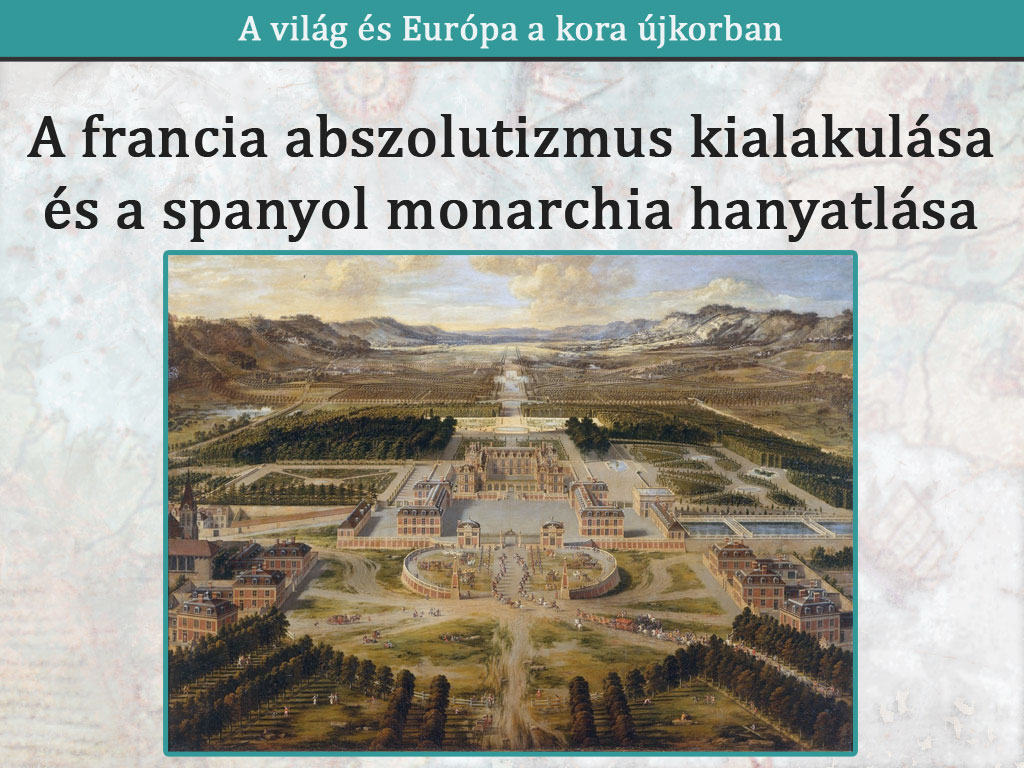 A világ és Európa a kora újkorban
A francia abszolutizmus kialakulása
és a spanyol monarchia hanyatlása